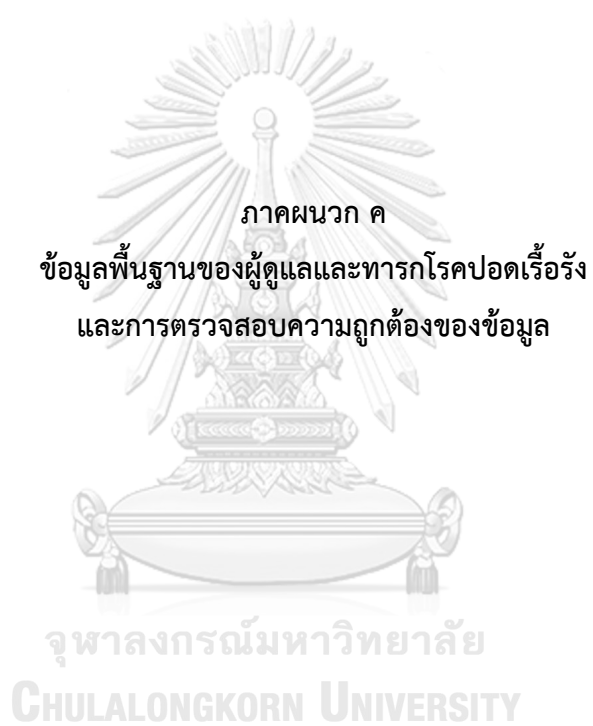 ภาคผนวก ค
ข้อมูลพื้นฐานของผู้ดูแลและทารกโรคปอดเรื้อรัง
และการตรวจสอบความถูกต้องของข้อมูล
จุฬาลงกรณ์มหาวิทยาลัย
CHULALONGKORN UNIVERSITY